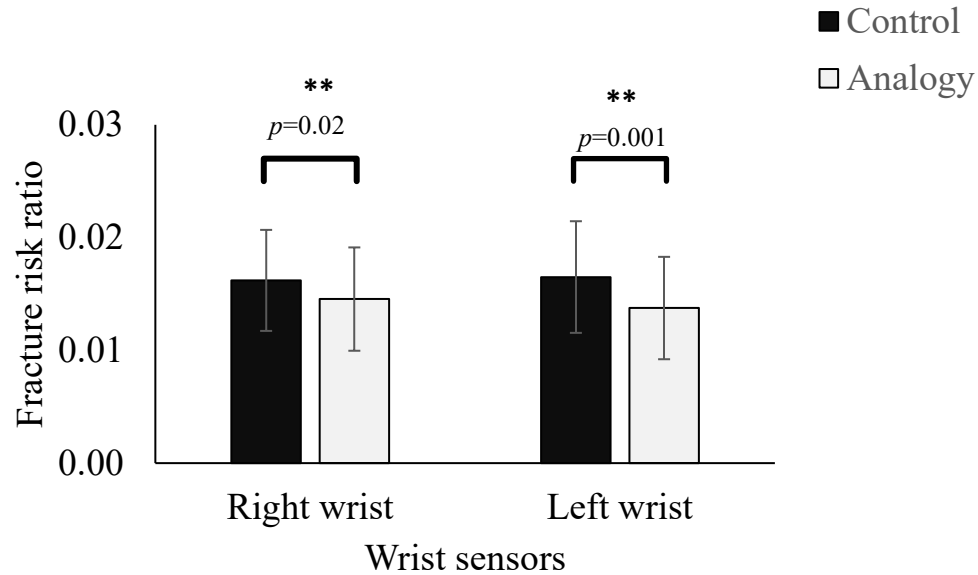 Control
Analogy
** **
p=0.02 p=0.001
0.03
0.02
0.01
0.00
Fracture risk ratio
Right wrist Left wrist
Wrist sensors